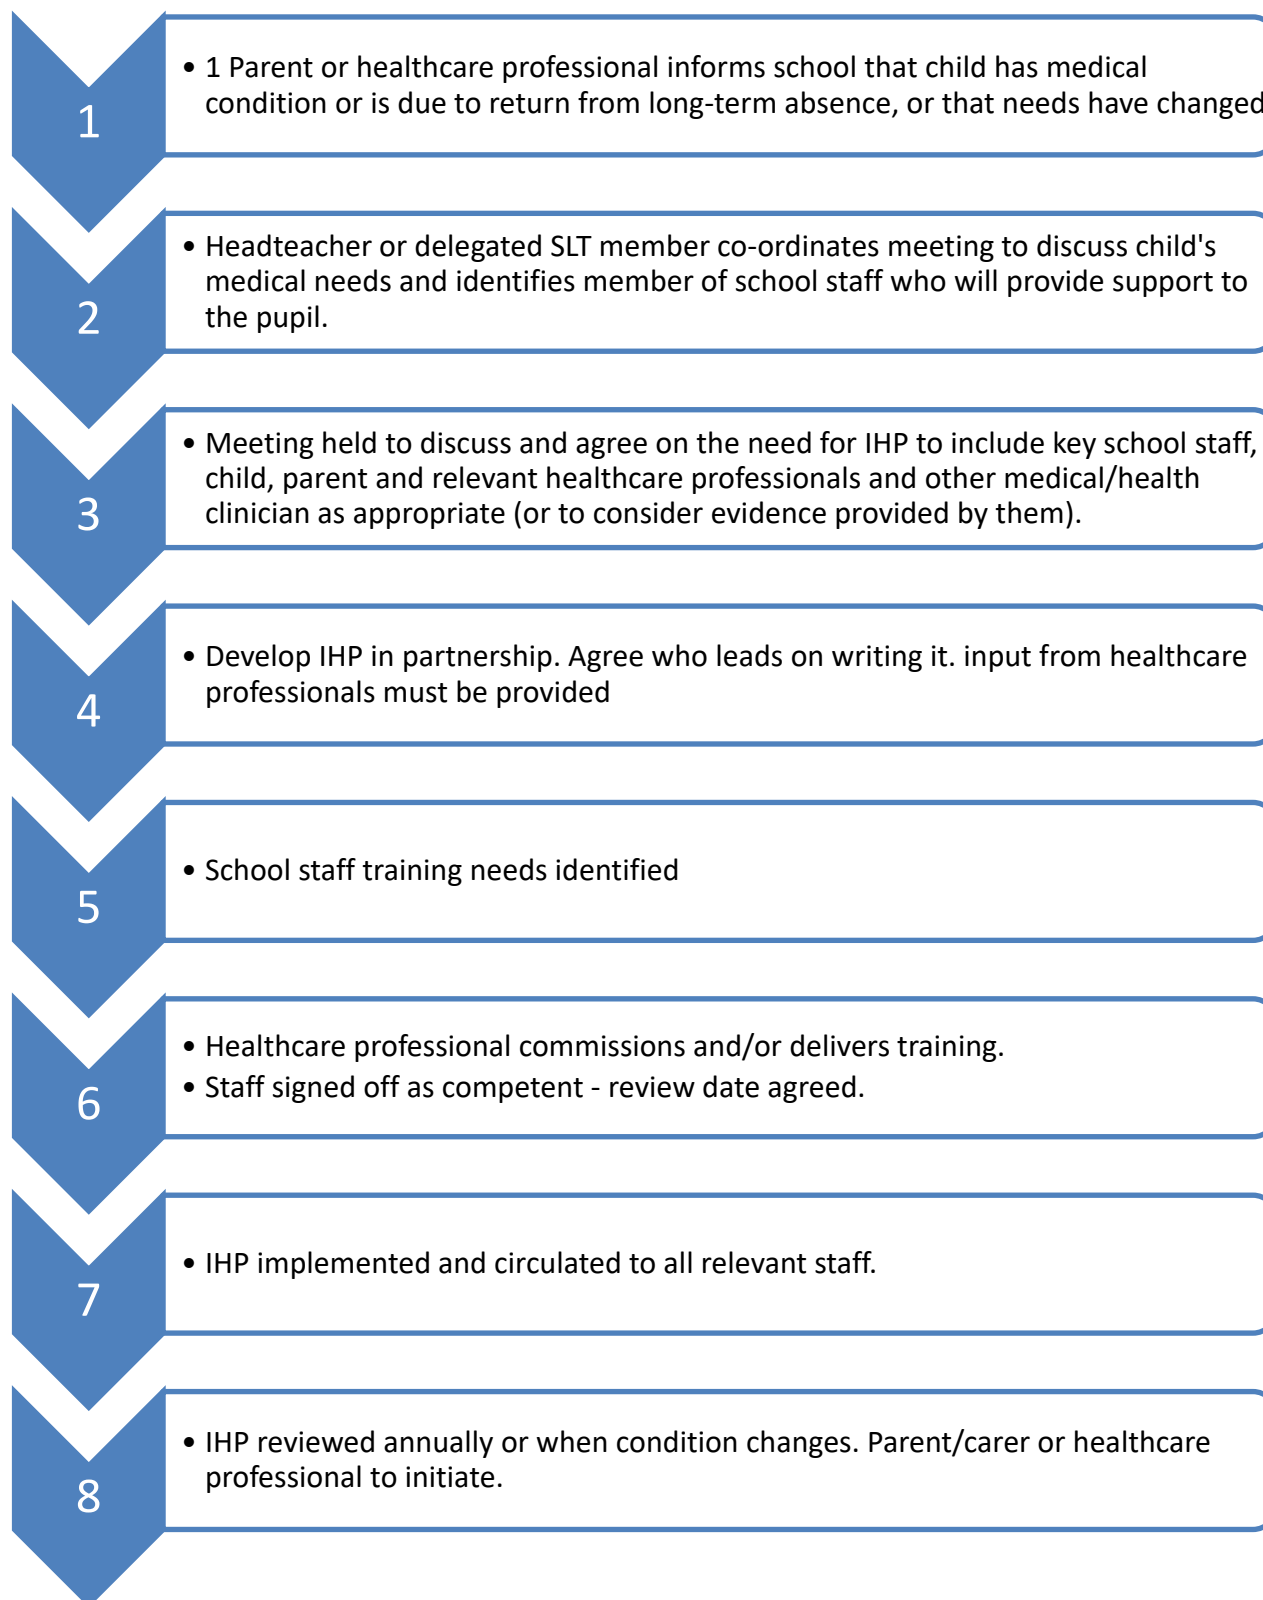 1
• 1 Parent or healthcare professional informs school that child has medical
condition or is due to return from long-term absence, or that needs have changed
2
• Headteacher or delegated SLT member co-ordinates meeting to discuss child's
medical needs and identifies member of school staff who will provide support to
the pupil.
3
• Meeting held to discuss and agree on the need for IHP to include key school staff,
child, parent and relevant healthcare professionals and other medical/health
clinician as appropriate (or to consider evidence provided by them).
4
• Develop IHP in partnership. Agree who leads on writing it. input from healthcare
professionals must be provided
5
• School staff training needs identified
6
• Healthcare professional commissions and/or delivers training.
• Staff signed off as competent - review date agreed.
7
• IHP implemented and circulated to all relevant staff.
8
• IHP reviewed annually or when condition changes. Parent/carer or healthcare
professional to initiate.